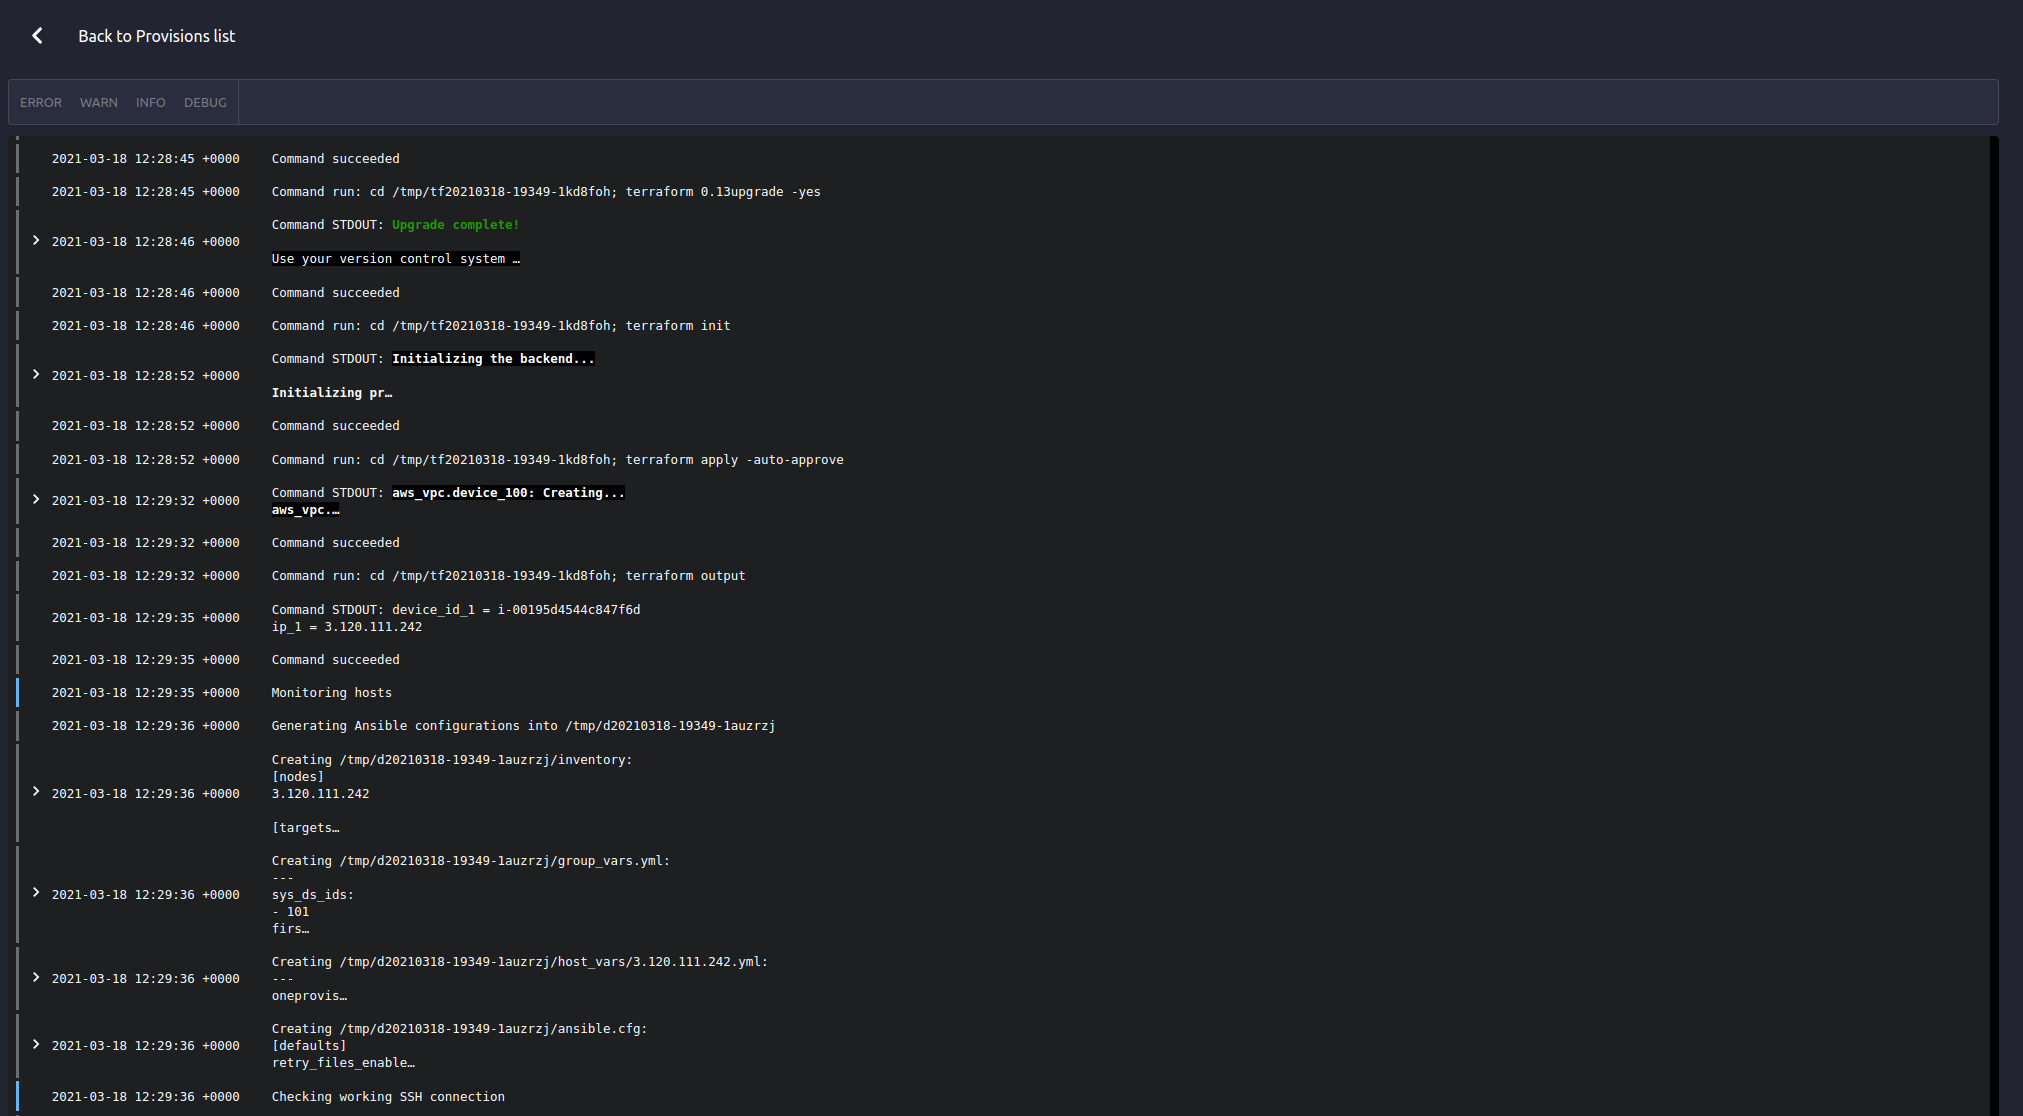 Back to Provisions list
ERROR WARN INFO DEBUG
2021-03-18 12:28:45 +0000 Command succeeded
2021-03-18 12:28:45 +0000 Command run: cd /tmp/tf20210318-19349-1kd8foh; terraform 0.13upgrade -yes
Command STDOUT: Upgrade complete!
2021-03-18 12:28:46 +0000
Use your version control system …
2021-03-18 12:28:46 +0000 Command succeeded
2021-03-18 12:28:46 +0000 Command run: cd /tmp/tf20210318-19349-1kd8foh; terraform init
Command STDOUT: Initializing the backend...
2021-03-18 12:28:52 +0000
Initializing pr…
2021-03-18 12:28:52 +0000 Command succeeded
2021-03-18 12:28:52 +0000 Command run: cd /tmp/tf20210318-19349-1kd8foh; terraform apply -auto-approve
2021-03-18 12:29:32 +0000 Command STDOUT: aws_vpc.device_100: Creating...
aws_vpc.…
2021-03-18 12:29:32 +0000 Command succeeded
2021-03-18 12:29:32 +0000 Command run: cd /tmp/tf20210318-19349-1kd8foh; terraform output
2021-03-18 12:29:35 +0000 Command STDOUT: device_id_1 = i-00195d4544c847f6d
ip_1 = 3.120.111.242
2021-03-18 12:29:35 +0000 Command succeeded
2021-03-18 12:29:35 +0000 Monitoring hosts
2021-03-18 12:29:36 +0000 Generating Ansible configurations into /tmp/d20210318-19349-1auzrzj
Creating /tmp/d20210318-19349-1auzrzj/inventory:
[nodes]
2021-03-18 12:29:36 +0000 3.120.111.242
[targets…
Creating /tmp/d20210318-19349-1auzrzj/group_vars.yml:
---
2021-03-18 12:29:36 +0000 sys_ds_ids:
- 101
firs…
Creating /tmp/d20210318-19349-1auzrzj/host_vars/3.120.111.242.yml:
2021-03-18 12:29:36 +0000 ---
oneprovis…
Creating /tmp/d20210318-19349-1auzrzj/ansible.cfg:
2021-03-18 12:29:36 +0000 [defaults]
retry_files_enable…
2021-03-18 12:29:36 +0000 Checking working SSH connection